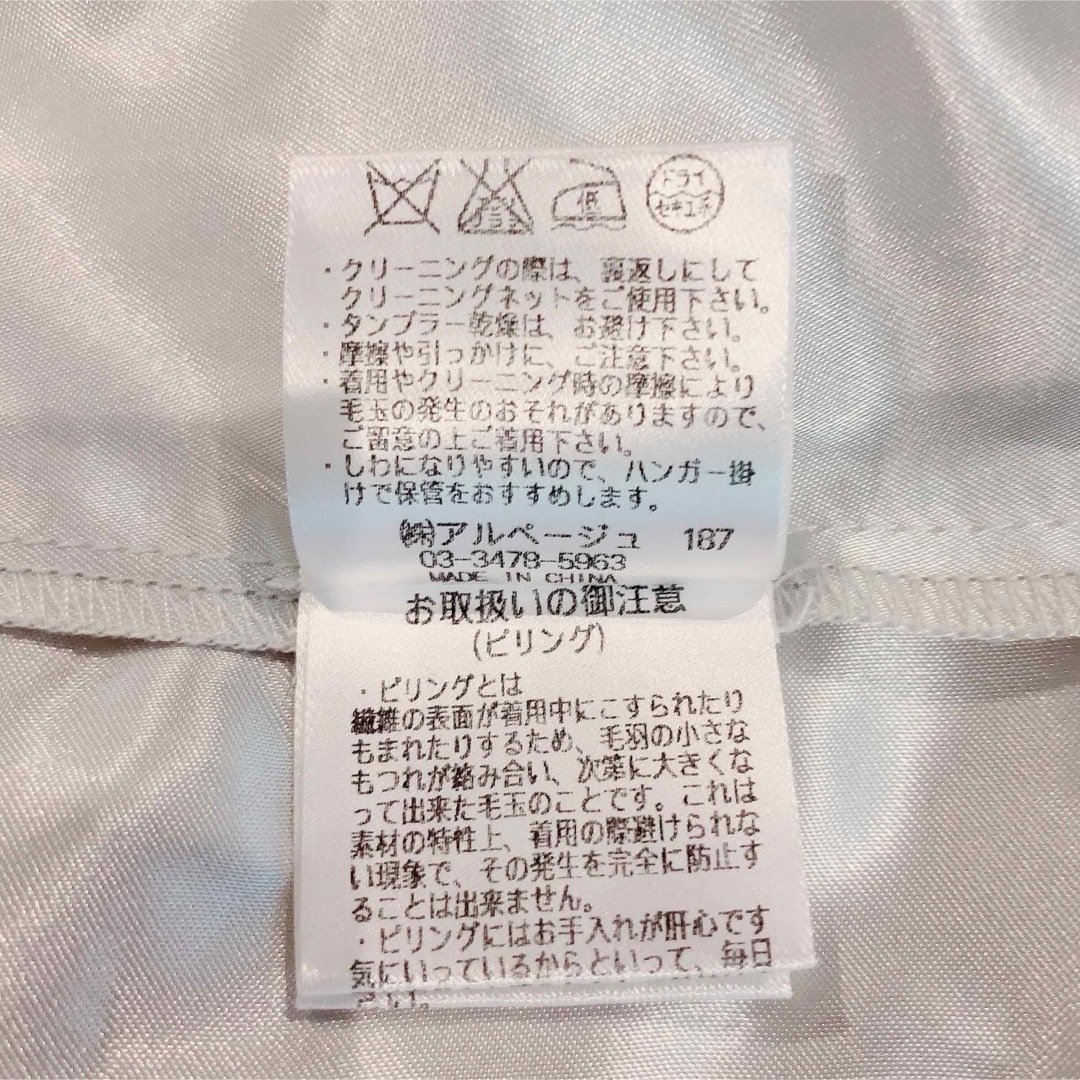 エンソ
サラシ
低
ドライ
セキユ系
・クリーニングの際は、裏返しにして
クリーニングネットをご使用下さい。
・タンブラー乾燥は、お避け下さい。
・摩擦や引っかけに、ご注意下さい。
・着用やクリーニング時の摩擦により
毛玉の発生のおそれがありますので、
ご留意の上ご着用下さい。
・しわになりやすいので、ハンガー掛
けで保管をおすすめします。
㈱アルページュ 187
03-3478-5963
MADE IN CHINA
お取扱いの御注意
(ピリング)
・ピリングとは
繊維の表面が着用中にこすられたり
もまれたりするため、毛羽の小さな
もつれが絡み合い、次第に大きくな
って出来た毛玉のことです。これは
素材の特性上、着用の際避けられな
い現象で、その発生を完全に防止す
ることは出来ません。
・ピリングにはお手入れが肝心です
気にいっているからといって、毎日